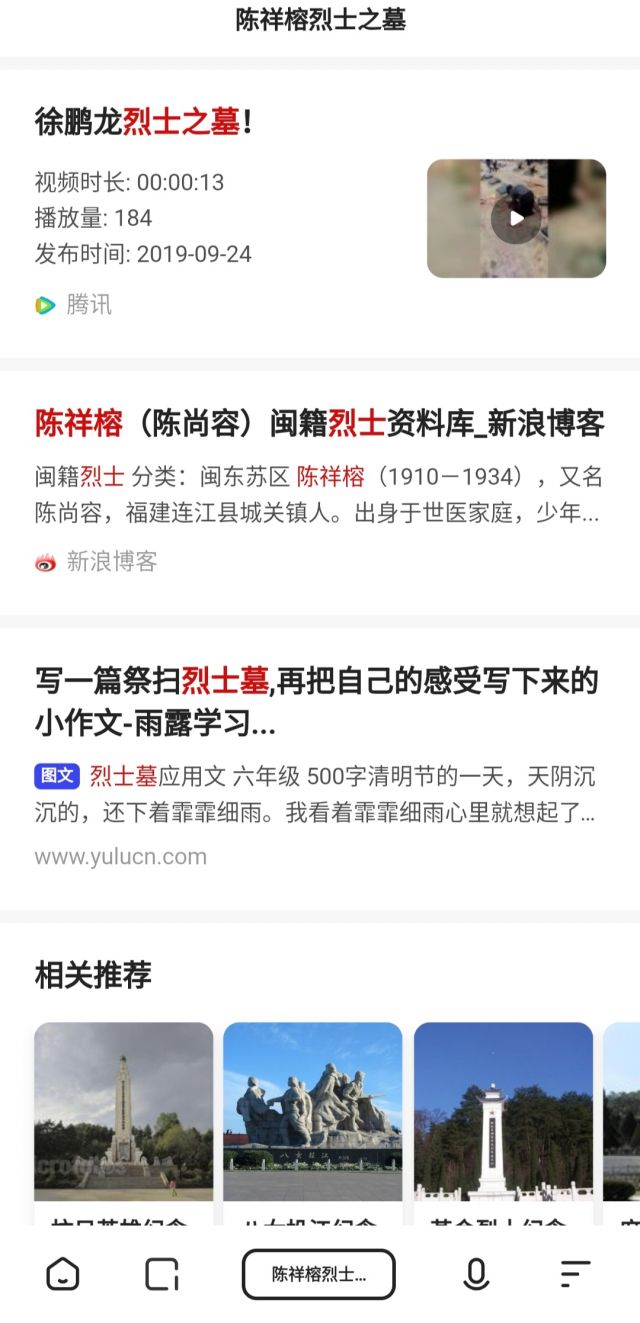 陈祥榕烈士之墓
徐鹏龙烈士之墓！
视频时长: 00:00:13
播放量: 184
发布时间: 2019-09-24
腾讯
陈祥榕（陈尚容）闽籍烈士资料库_新浪博客
闽籍烈士 分类：闽东苏区 陈祥榕（1910－1934），又名
陈尚容，福建连江县城关镇人。出身于世医家庭，少年...
新浪博客
写一篇祭扫烈士墓,再把自己的感受写下来的
小作文-雨露学习...
图文 烈士墓应用文 六年级 500字清明节的一天，天阴沉
沉的，还下着霏霏细雨。我看着霏霏细雨心里就想起了...
www.yulucn.com
相关推荐
八女投江
陈祥榕烈士...